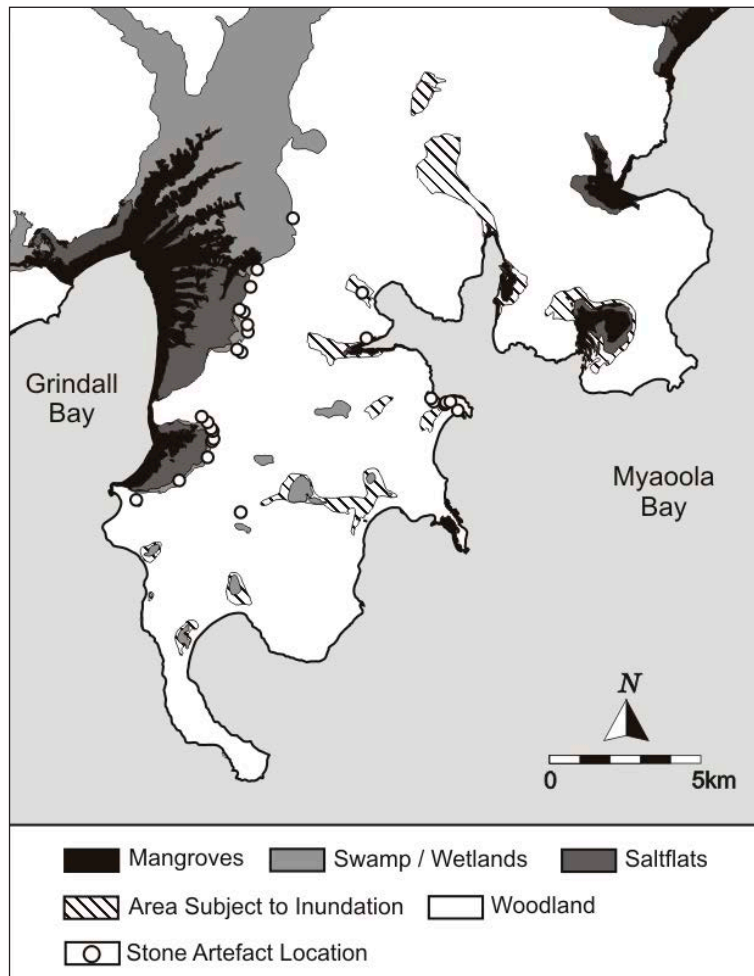 Grindall
Bay
Myaoola
Bay
N
0 5km
Mangroves Swamp / Wetlands Saltflats
Area Subject to Inundation Woodland
Stone Artefact Location